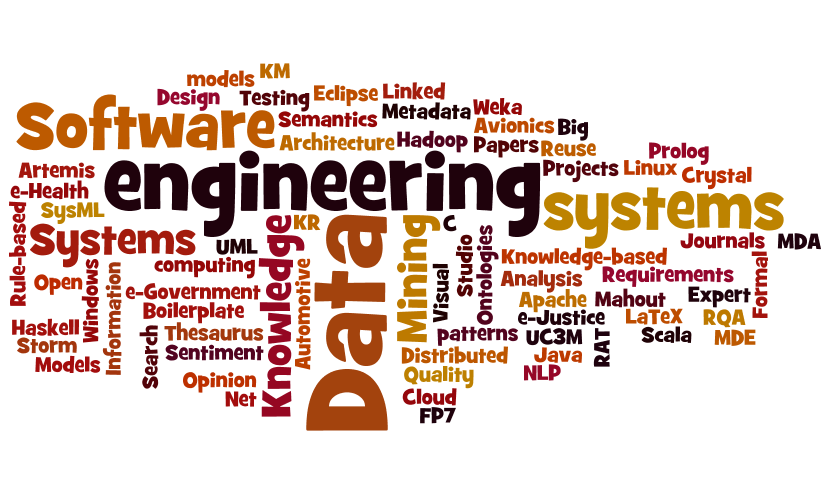 models
KM
Design
Testing
Eclipse
Linked
Semantics
Metadata
Weka
Software
Architecture
Hadoop
Avionics
Big
Papers
Reuse
Prolog
Artemis
engineering
Projects
Linux
Crystal
e-Health
SysML
systems
Rule-based
Systems
UML
KR
C
Journals
MDA
computing
Knowledge
Data
Mining
Visual
Studio
Ontologies
Knowledge-based
Analysis
Requirements
Formal
Open
Windows
Information
e-Government
Automotive
Apache
Mahout
Expert
Boilerplate
e-Justice
LaTeX
RQA
Haskell
Search
Thesaurus
patterns
UC3M
RAT
Scala
MDE
Storm
Sentiment
Distributed
Java
Models
Opinion
Quality
NLP
Net
Cloud
FP7